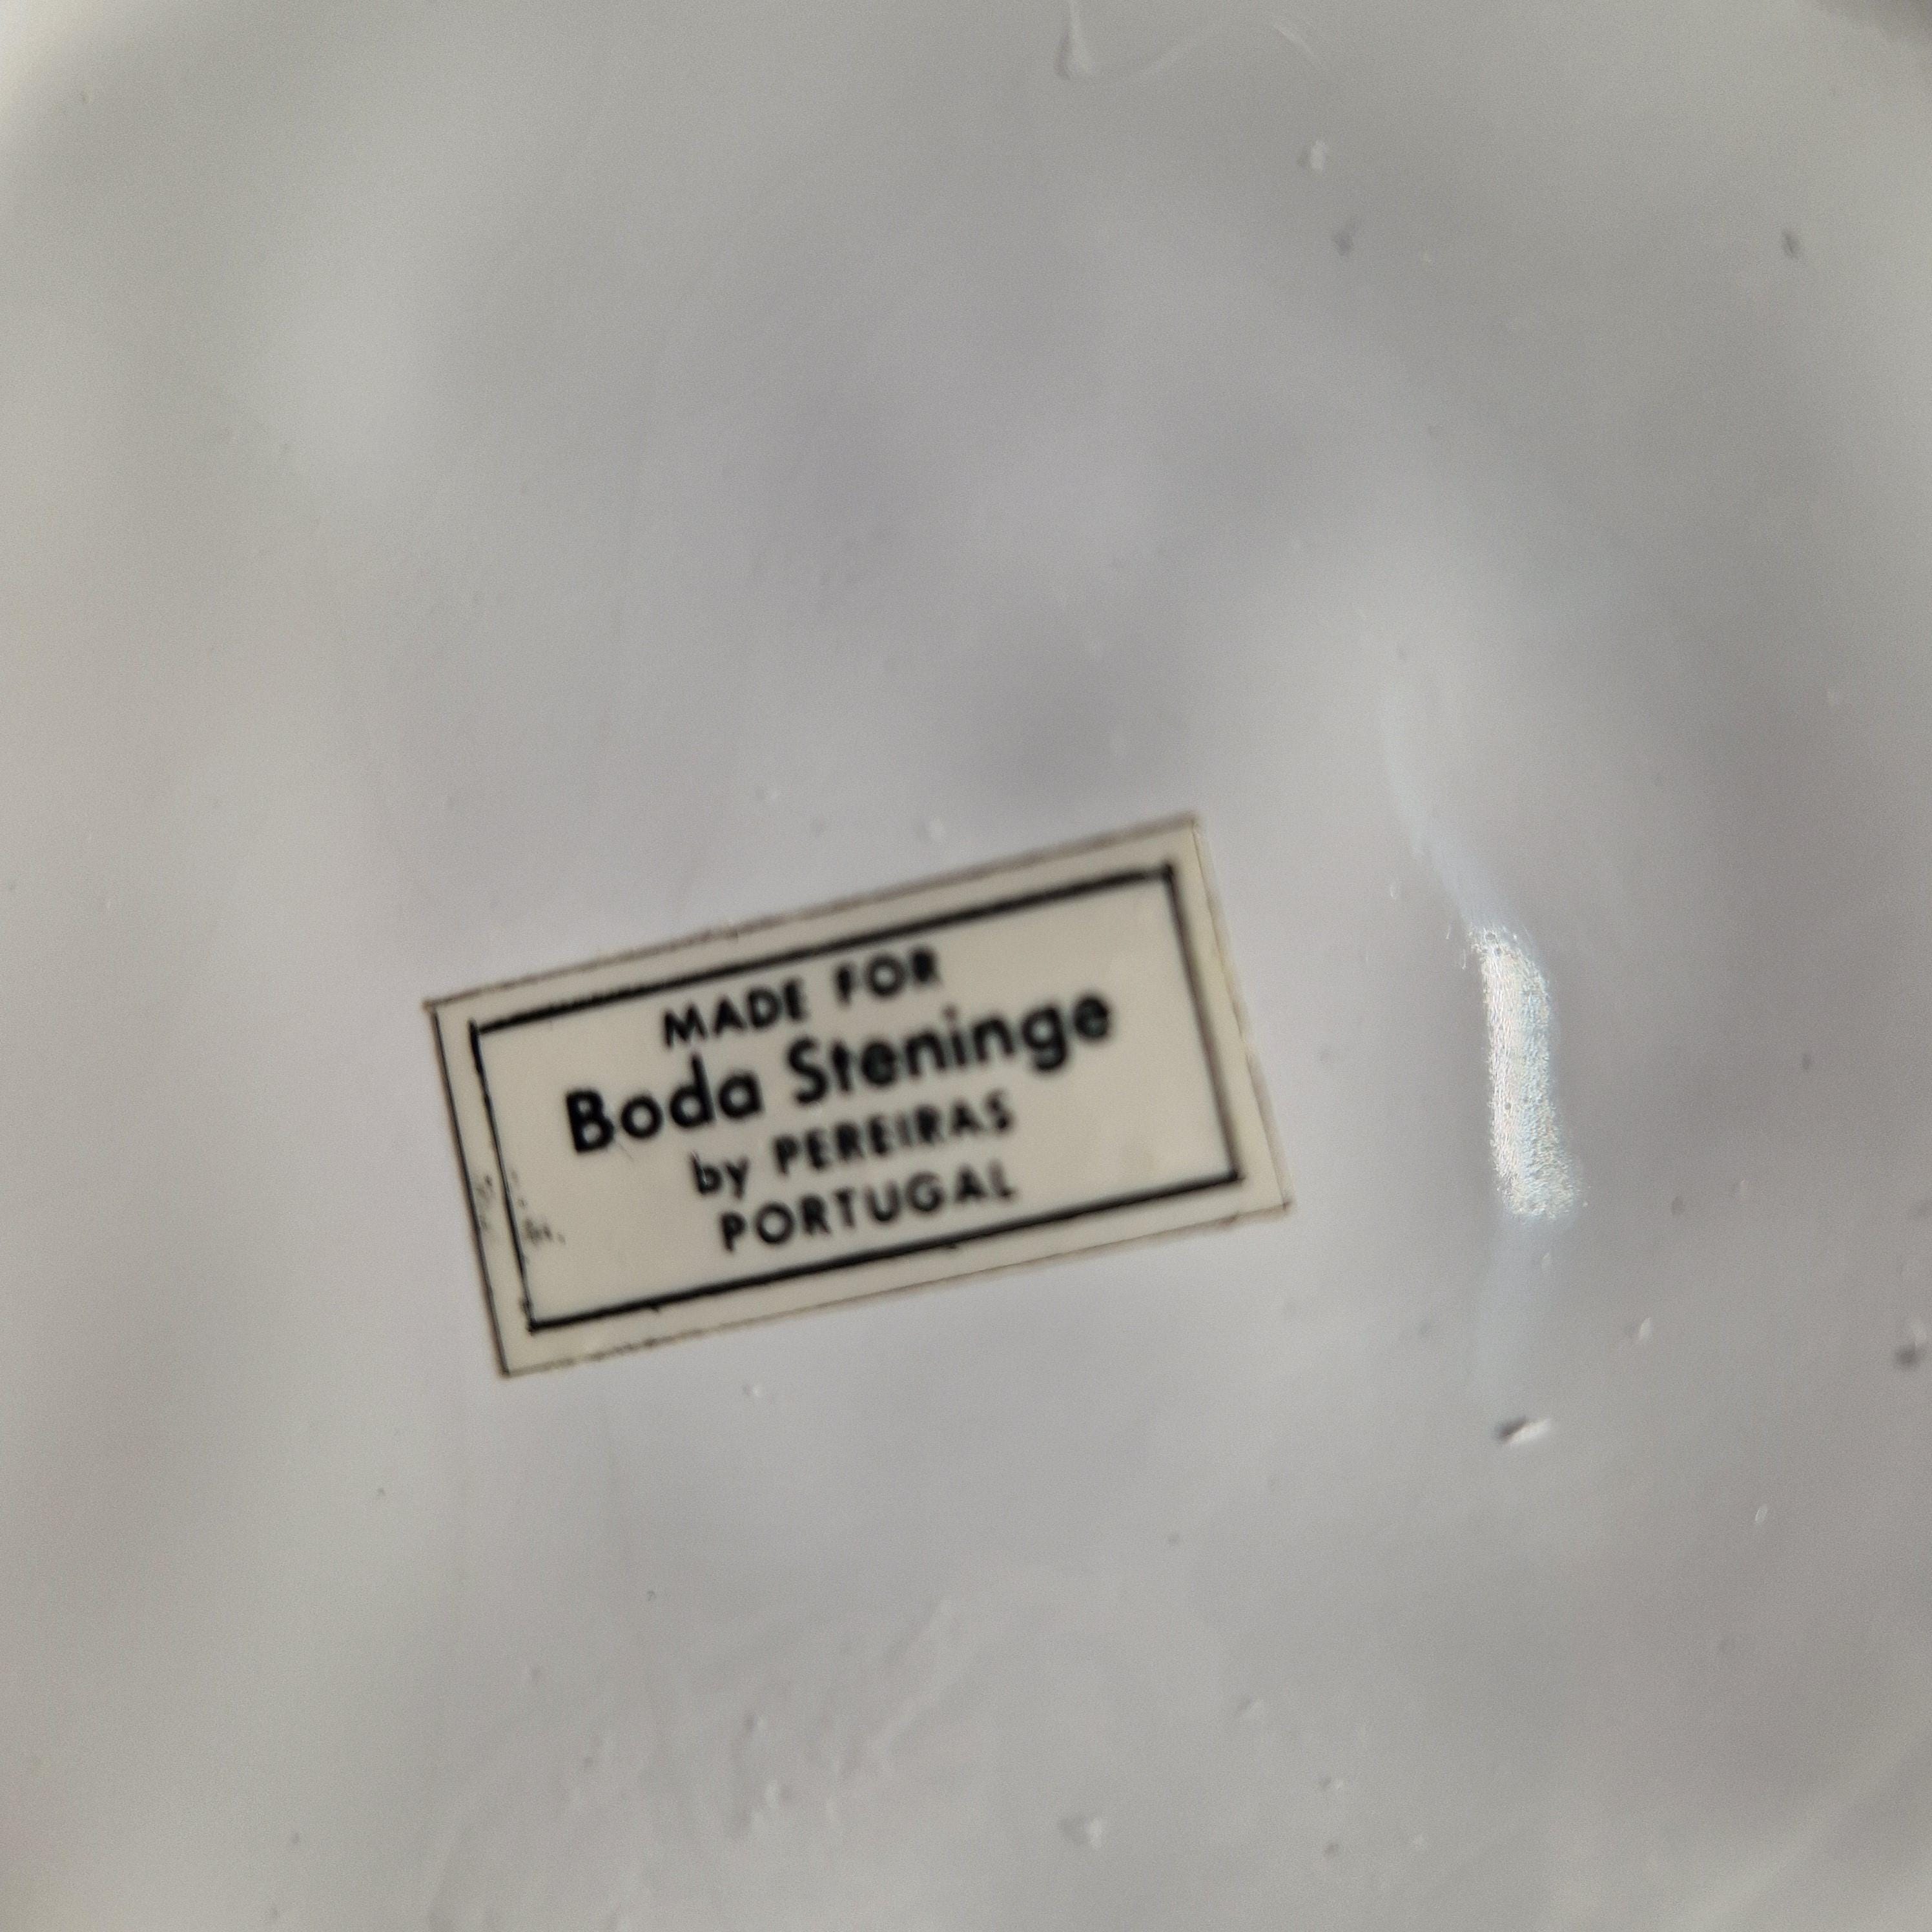 MADE FOR
Boda Steninge
by PEREIRAS
PORTUGAL